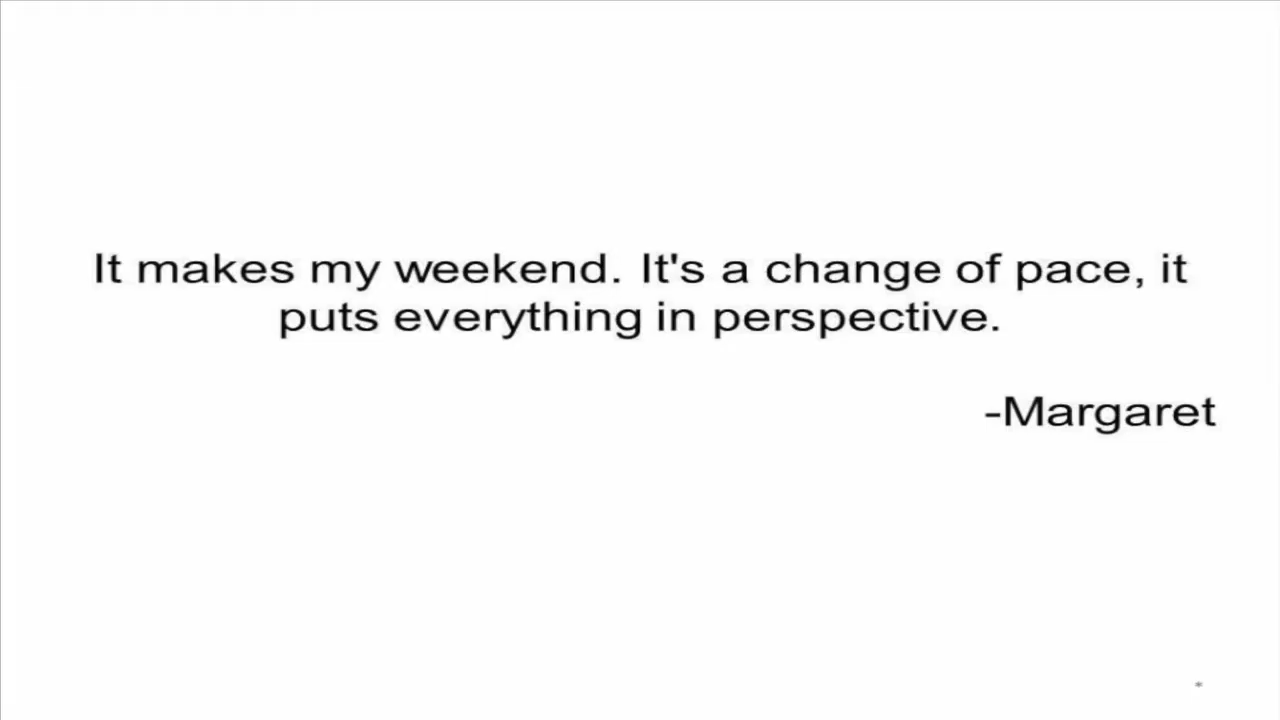 It makes my weekend. It's a change of pace, it
puts everything in perspective.
-Margaret
*